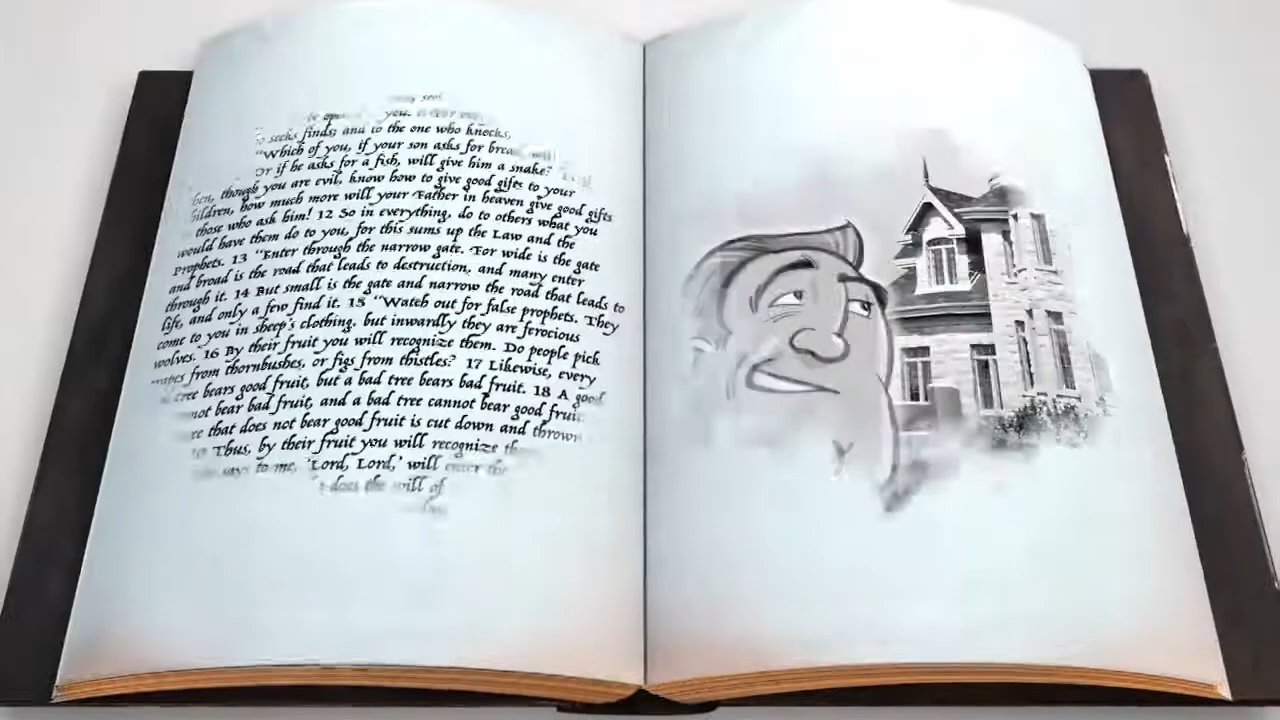 seeks finds; and to the one who knocks,
"Which of you, if your son asks for bread, will
Or if he asks for a fish, will give him a snake?
then, though you are evil, know how to give good gifts to your
children, how much more will your Father in heaven give good gifts
those who ask him! 12 So in everything, do to others what you
would have them do to you, for this sums up the Law and the
Prophets. 13 "Enter through the narrow gate. For wide is the gate
and broad is the road that leads to destruction, and many enter
through it. 14 But small is the gate and narrow the road that leads to
life, and only a few find it. 15 "Watch out for false prophets. They
come to you in sheep's clothing, but inwardly they are ferocious
wolves. 16 By their fruit you will recognize them. Do people pick
from thornbushes, or figs from thistles? 17 Likewise, every
tree bears good fruit, but a bad tree bears bad fruit. 18 A good
not bear bad fruit, and a bad tree cannot bear good fruit
that does not bear good fruit is cut down and thrown
Thus, by their fruit you will recognize
says to me, 'Lord, Lord,' will enter the
does the will of